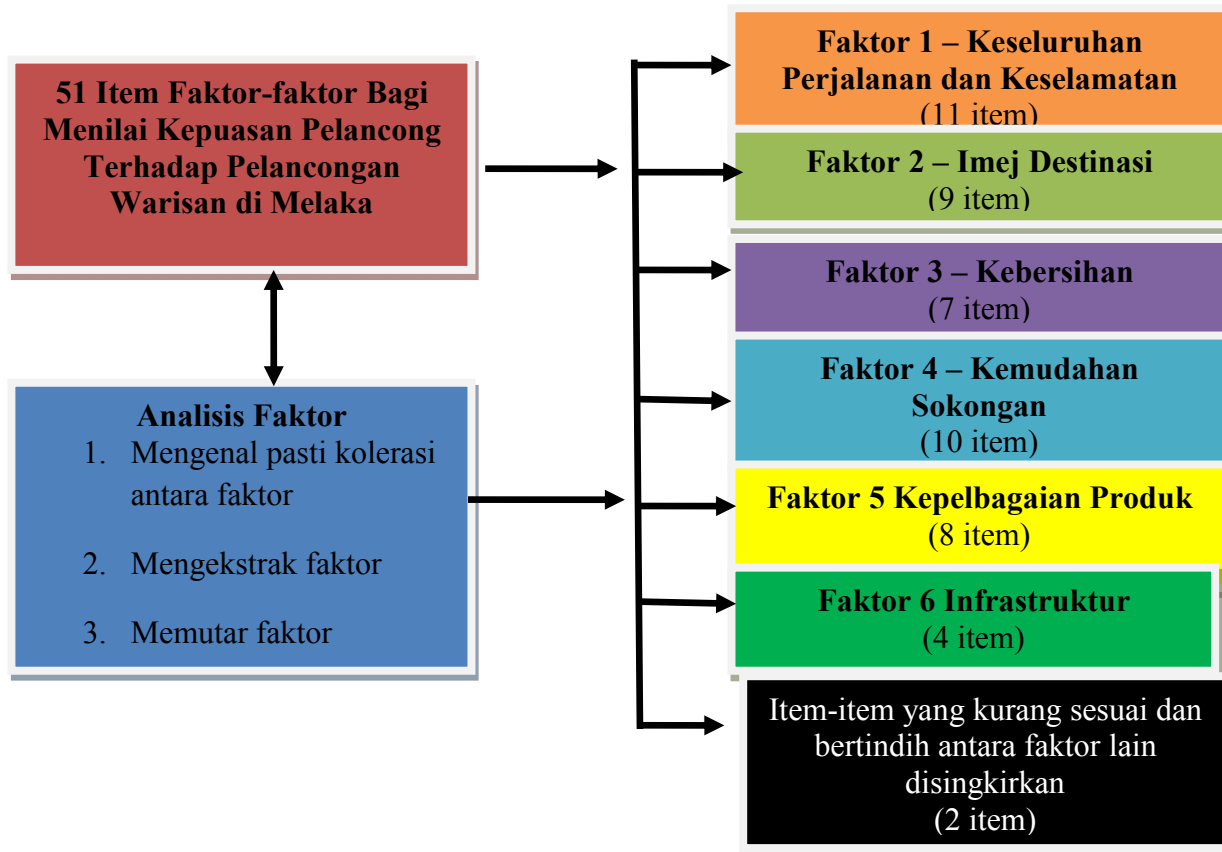 51 Item Faktor-faktor Bagi
Menilai Kepuasan Pelancong
Terhadap Pelancongan
Warisan di Melaka
Analisis Faktor
1. Mengenal pasti kolerasi
antara faktor
2. Mengekstrak faktor
3. Memutar faktor
Faktor 1 – Keseluruhan
Perjalanan dan Keselamatan
(11 item)
Faktor 2 – Imej Destinasi
(9 item)
Faktor 3 – Kebersihan
(7 item)
Faktor 4 – Kemudahan
Sokongan
(10 item)
Faktor 5 Kepelbagaian Produk
(8 item)
Faktor 6 Infrastruktur
(4 item)
Item-item yang kurang sesuai dan
bertindih antara faktor lain
disingkirkan
(2 item)